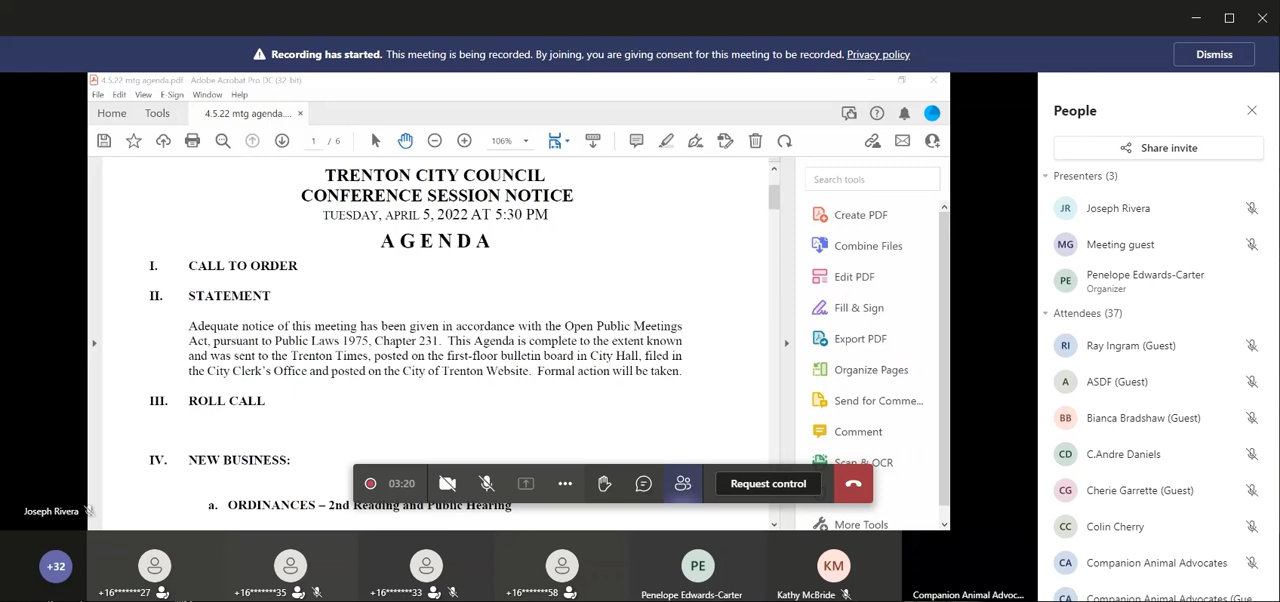 Recording has started. This meeting is being recorded. By joining, you are giving consent for this meeting to be recorded. Privacy policy
Dismiss
4.5.22 mtg agenda.pdf - Adobe Acrobat Pro DC (32-bit)
File Edit View E-Sign Window Help
Home Tools 4.5.22 mtg agenda.... ×
1 / 6 106%
TRENTON CITY COUNCIL
CONFERENCE SESSION NOTICE
TUESDAY, APRIL 5, 2022 AT 5:30 PM
A G E N D A
I. CALL TO ORDER
II. STATEMENT
Adequate notice of this meeting has been given in accordance with the Open Public Meetings
Act, pursuant to Public Laws 1975, Chapter 231. This Agenda is complete to the extent known
and was sent to the Trenton Times, posted on the first-floor bulletin board in City Hall, filed in
the City Clerk's Office and posted on the City of Trenton Website. Formal action will be taken.
III. ROLL CALL
IV. NEW BUSINESS:
a. ORDINANCES – 2nd Reading and Public Hearing
Search tools
Create PDF
Combine Files
Edit PDF
Fill & Sign
Export PDF
Organize Pages
Send for Comme...
Comment
Scan & OCR
More Tools
03:20
Request control
Joseph Rivera
People
Share invite
Presenters (3)
JR Joseph Rivera
MG Meeting guest
PE Penelope Edwards-Carter
Organizer
Attendees (37)
RI Ray Ingram (Guest)
A ASDF (Guest)
BB Bianca Bradshaw (Guest)
CD C.Andre Daniels
CG Cherie Garrette (Guest)
CC Colin Cherry
CA Companion Animal Advocates
CA Companion Animal Advocates (Gue
+32
+16*******27
+16*******35
+16*******33
+16*******58
PE
Penelope Edwards-Carter
KM
Kathy McBride
Companion Animal Advoc...